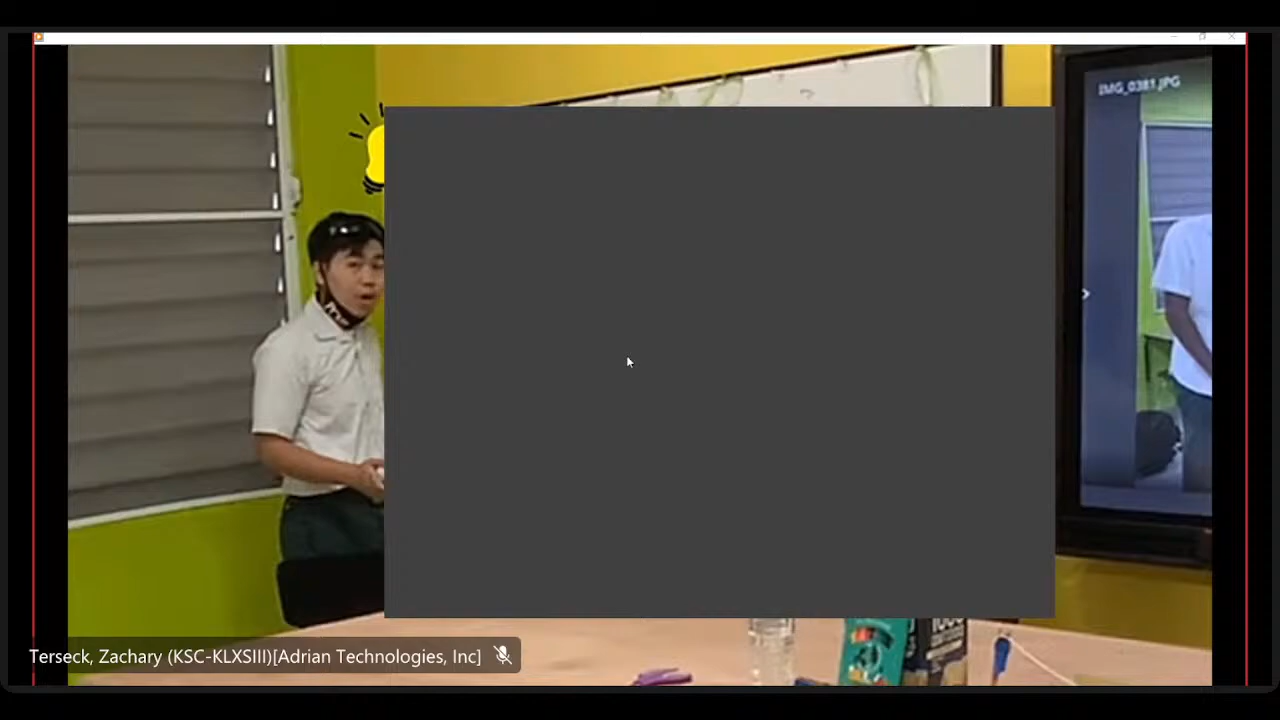 IMG_0381.JPG
Terseck, Zachary (KSC-KLXSIII)[Adrian Technologies, Inc]